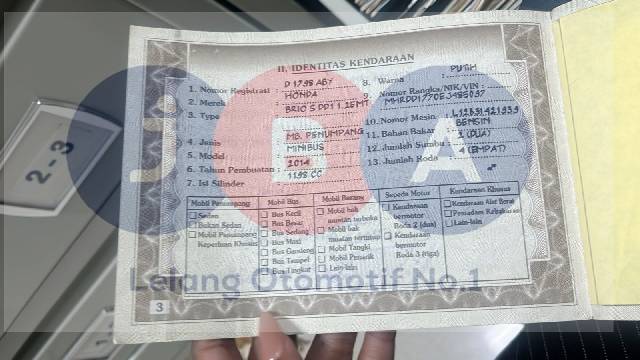 II. IDENTITAS KENDARAAN
1. Nomor Registrasi : D 1798 ABY
2. Merek : HONDA
3. Type : BRIO S DD1 1.2 5 MT
4. Jenis : MB. PENUMPANG
5. Model : MINIBUS
6. Tahun Pembuatan : 2014
7. Isi Silinder : 1198 CC
8. Warna : PUTIH
9. Nomor Rangka/NIK/VIN :
10. Nomor Mesin :
11. Bahan Bakar : BENSIN
12. Jumlah Sumbu : 2 (DUA)
13. Jumlah Roda : 4 (EMPAT)
Mobil Penumpang
Sedan
Bukan Sedan
Mobil Penumpang
Keperluan Khusus
Mobil Bus
Bus Kecil
Bus Besar
Bus Sedang
Bus Maxi
Bus Gandeng
Bus Tempel
Bus Tingkat
Mobil Barang
Mobil bak
muatan terbuka
Mobil bak
muatan tertutup
Mobil Tangki
Mobil Penarik
Lain-lain
Sepeda Motor
Kendaraan
bermotor
Roda 2 (dua)
Kendaraan
bermotor
Roda 3 (tiga)
Kendaraan Khusus
Kendaraan Alat Berat
Pemadam Kebakaran
Lain-lain
3
2-3
JBA
Lelang Otomotif No.1